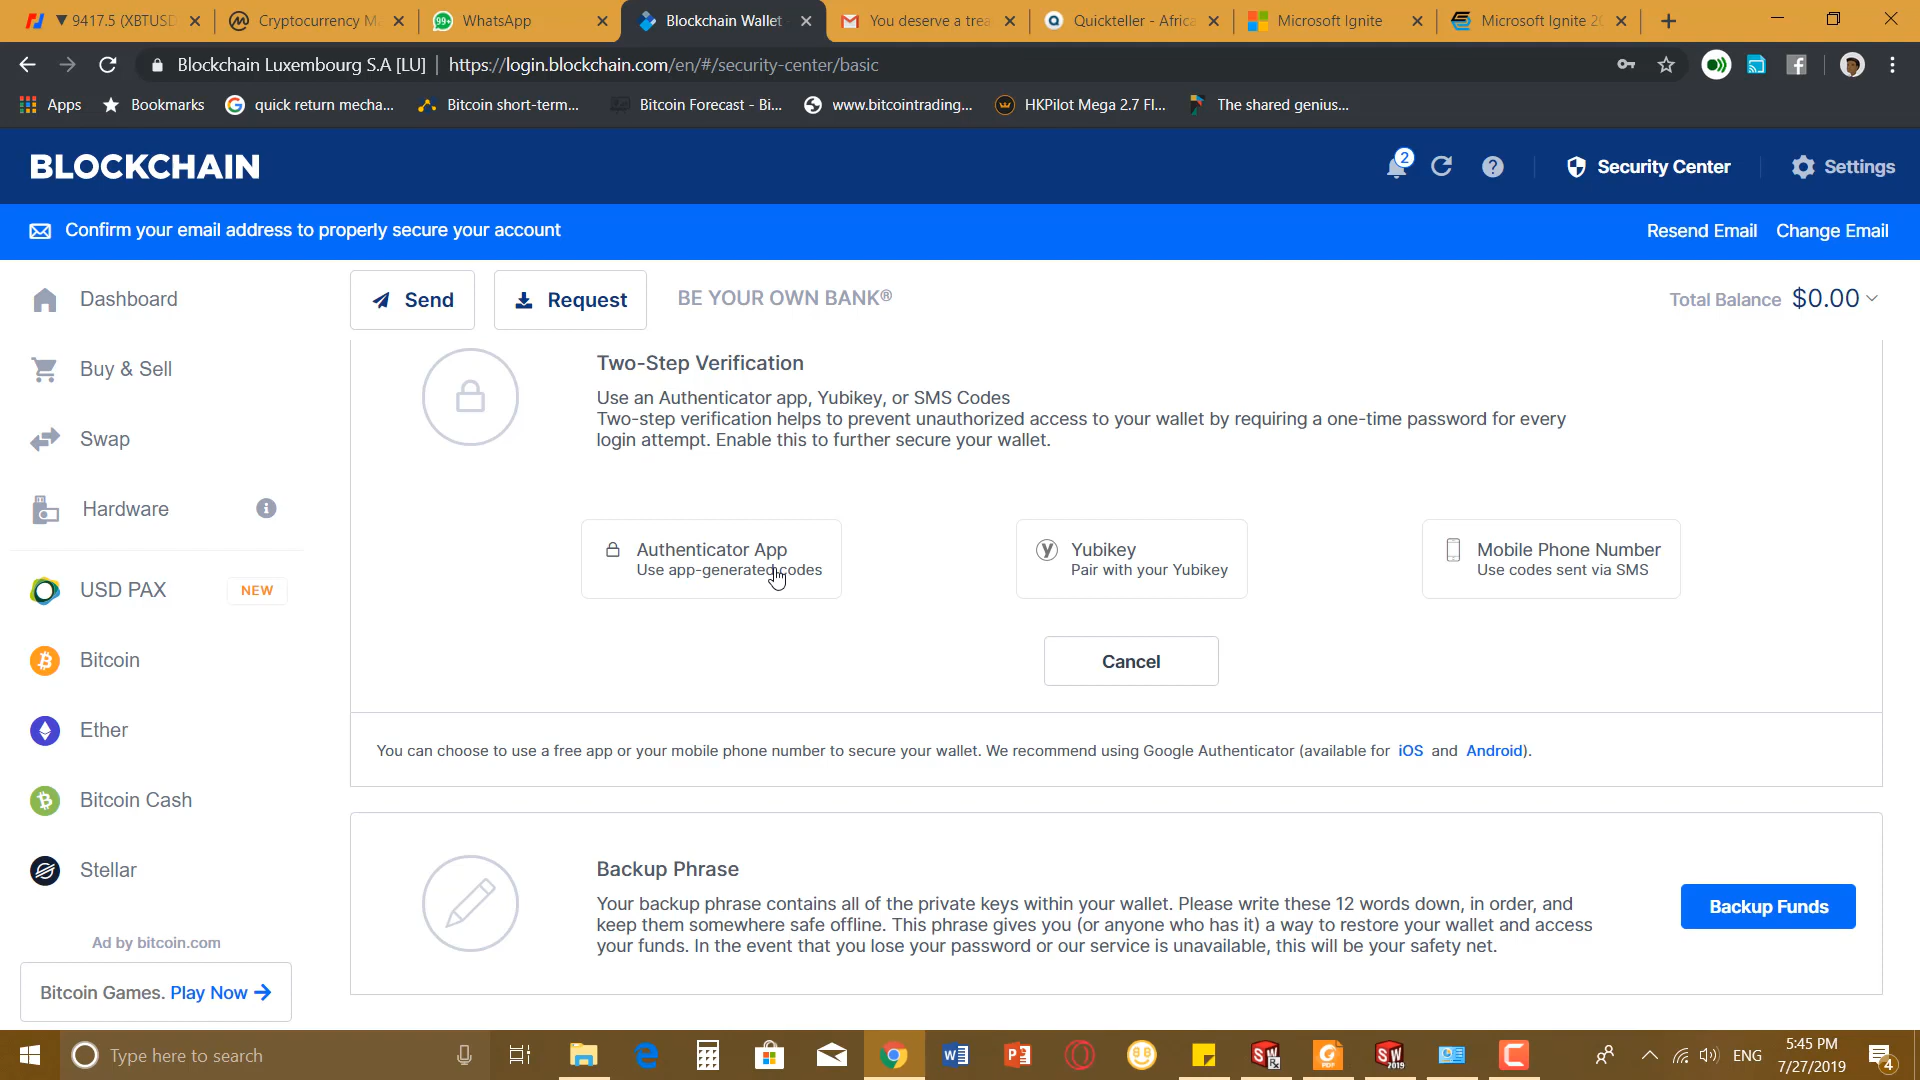 ▼ 9417.5 (XBTUSD
Cryptocurrency Ma
99+ WhatsApp
Blockchain Wallet
You deserve a trea
Quickteller - Africa
Microsoft Ignite
Microsoft Ignite 20
Blockchain Luxembourg S.A [LU] | https://login.blockchain.com/en/#/security-center/basic
Apps
Bookmarks
quick return mecha...
Bitcoin short-term...
Bitcoin Forecast - Bi...
www.bitcointrading...
HKPilot Mega 2.7 Fl...
The shared genius...
BLOCKCHAIN
2
Security Center
Settings
Confirm your email address to properly secure your account
Resend Email Change Email
Dashboard
Buy & Sell
Swap
Hardware
USD PAX NEW
Bitcoin
Ether
Bitcoin Cash
Stellar
Ad by bitcoin.com
Bitcoin Games. Play Now →
Send
Request
BE YOUR OWN BANK®
Total Balance $0.00
Two-Step Verification
Use an Authenticator app, Yubikey, or SMS Codes
Two-step verification helps to prevent unauthorized access to your wallet by requiring a one-time password for every
login attempt. Enable this to further secure your wallet.
Authenticator App
Use app-generated codes
Yubikey
Pair with your Yubikey
Mobile Phone Number
Use codes sent via SMS
Cancel
You can choose to use a free app or your mobile phone number to secure your wallet. We recommend using Google Authenticator (available for iOS and Android).
Backup Phrase
Your backup phrase contains all of the private keys within your wallet. Please write these 12 words down, in order, and
keep them somewhere safe offline. This phrase gives you (or anyone who has it) a way to restore your wallet and access
your funds. In the event that you lose your password or our service is unavailable, this will be your safety net.
Backup Funds
Type here to search
ENG
5:45 PM
7/27/2019
4